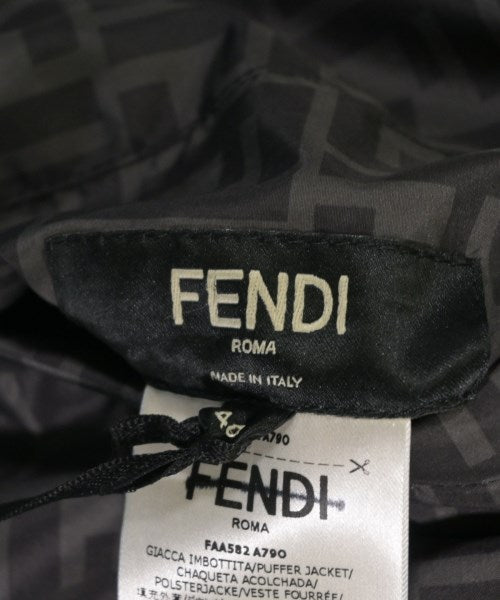 FENDI
ROMA
MADE IN ITALY
40
A790
FENDI
ROMA
FAA582 A790
GIACCA IMBOTTITA/PUFFER JACKET/
CHAQUETA ACOLCHADA/
POLSTERJACKE/VESTE FOURRÉE/